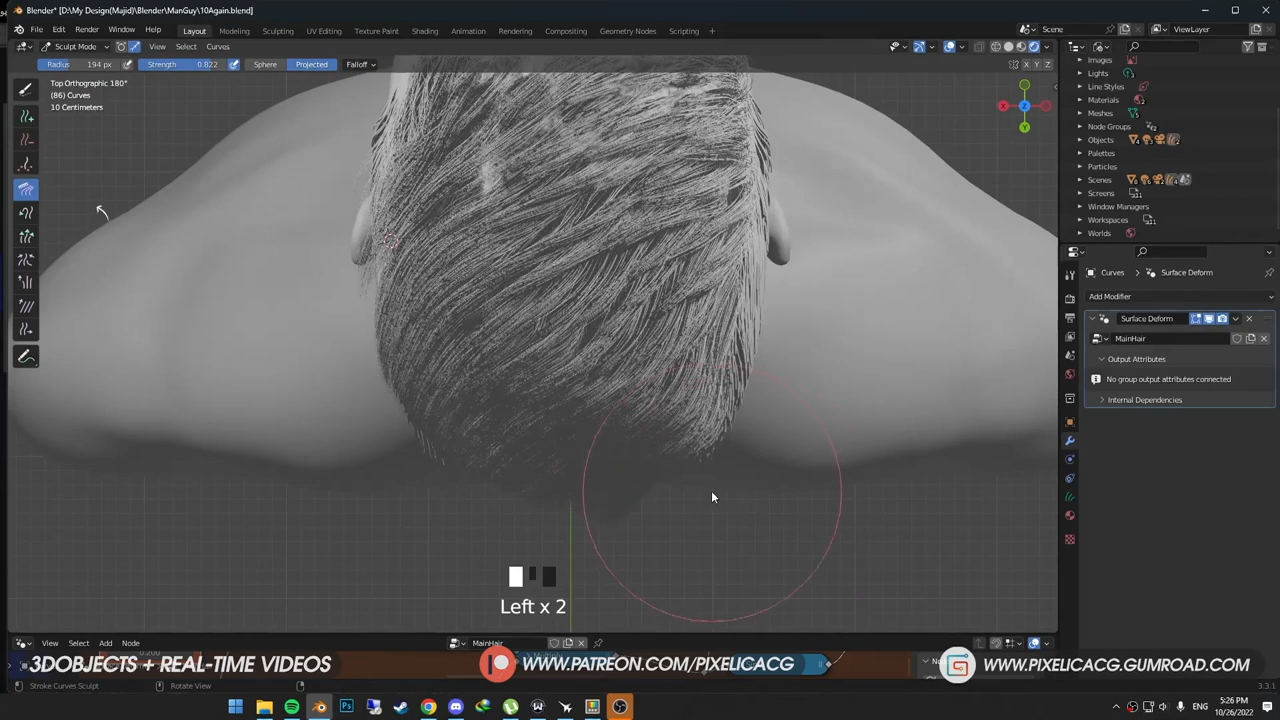 Blender* [D:\My Design(Majid)\Blender\ManGuy\10Again.blend]
File Edit Render Window Help Layout Modeling Sculpting UV Editing Texture Paint Shading Animation Rendering Compositing Geometry Nodes Scripting + Scene ViewLayer
Sculpt Mode View Select Curves
Radius 194 px Strength 0.822 Sphere Projected Falloff X Y Z
Top Orthographic 180°
(86) Curves
10 Centimeters
Images
Lights
Line Styles
Materials 2
Meshes
Node Groups
Objects
Palettes
Particles
Scenes
Screens
Window Managers
Workspaces
Worlds
Curves > Surface Deform
Add Modifier
Surface Deform
MainHair
Output Attributes
No group output attributes connected
Internal Dependencies
Left x 2
View Select Add Node MainHair
3DOBJECTS + REAL-TIME VIDEOS WWW.PATREON.COM/PIXELICACG WWW.PIXELICACG.GUMROAD.COM
Stroke Curves Sculpt Rotate View 3.3.1
ENG 5:26 PM
10/26/2022